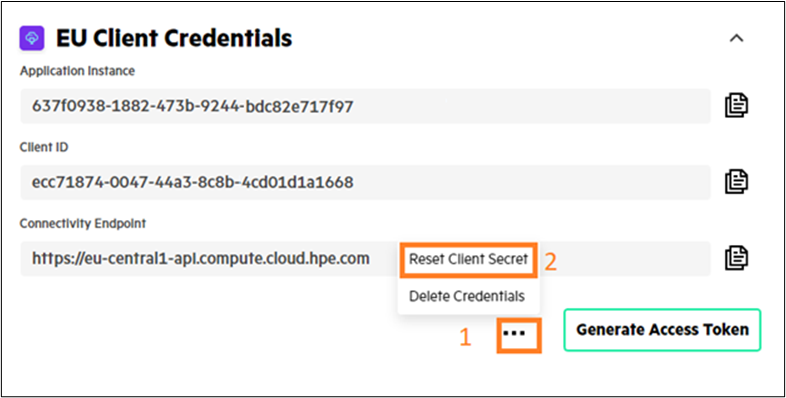 EU Client Credentials
Application Instance
637f0938-1882-473b-9244-bdc82e717f97
Client ID
ecc71874-0047-44a3-8c8b-4cd01d1a1668
Connectivity Endpoint
https://eu-central1-api.compute.cloud.hpe.com
Reset Client Secret 2
Delete Credentials
1 ... Generate Access Token